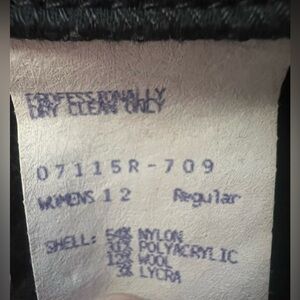 PROFESSIONALLY
DRY CLEAN ONLY
07115R-709
WOMENS 12 Regular
SHELL: 54% NYLON
31% POLYACRYLIC
12% WOOL
3% LYCRA